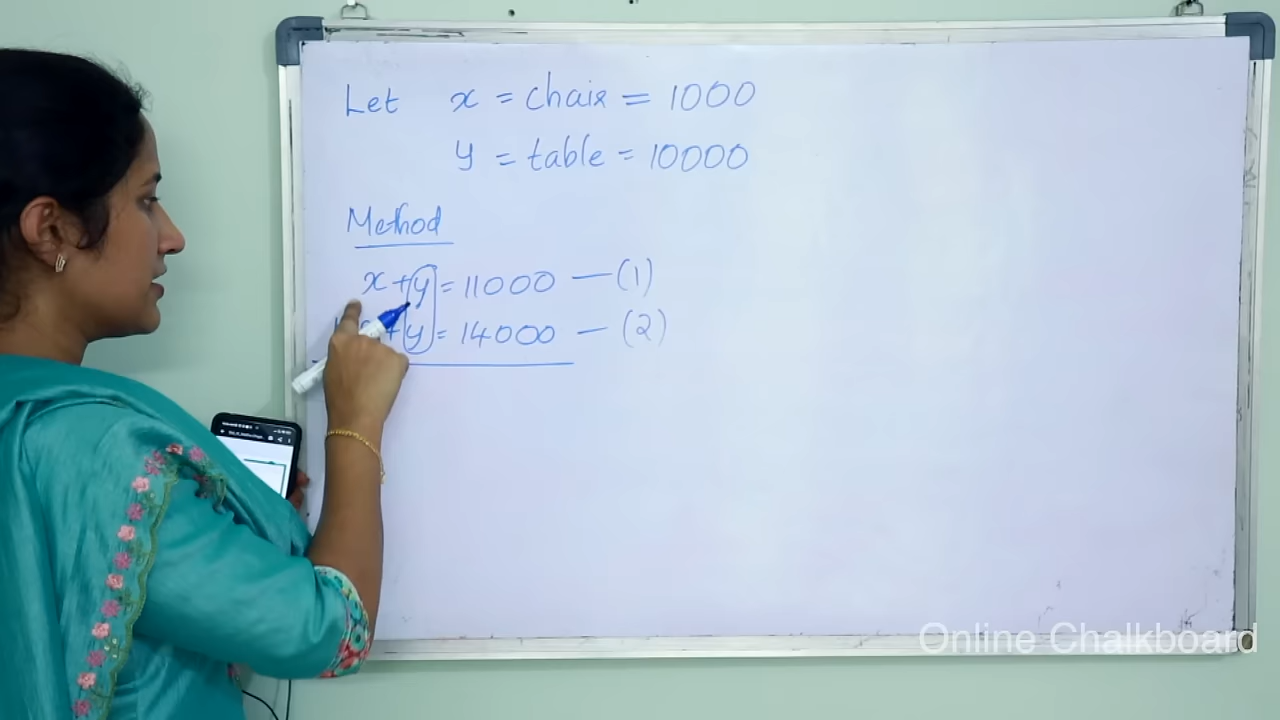 Let x = chair = 1000
y = table = 10000
Method
x + y = 11000 — (1)
+ y = 14000 — (2)
Online Chalkboard